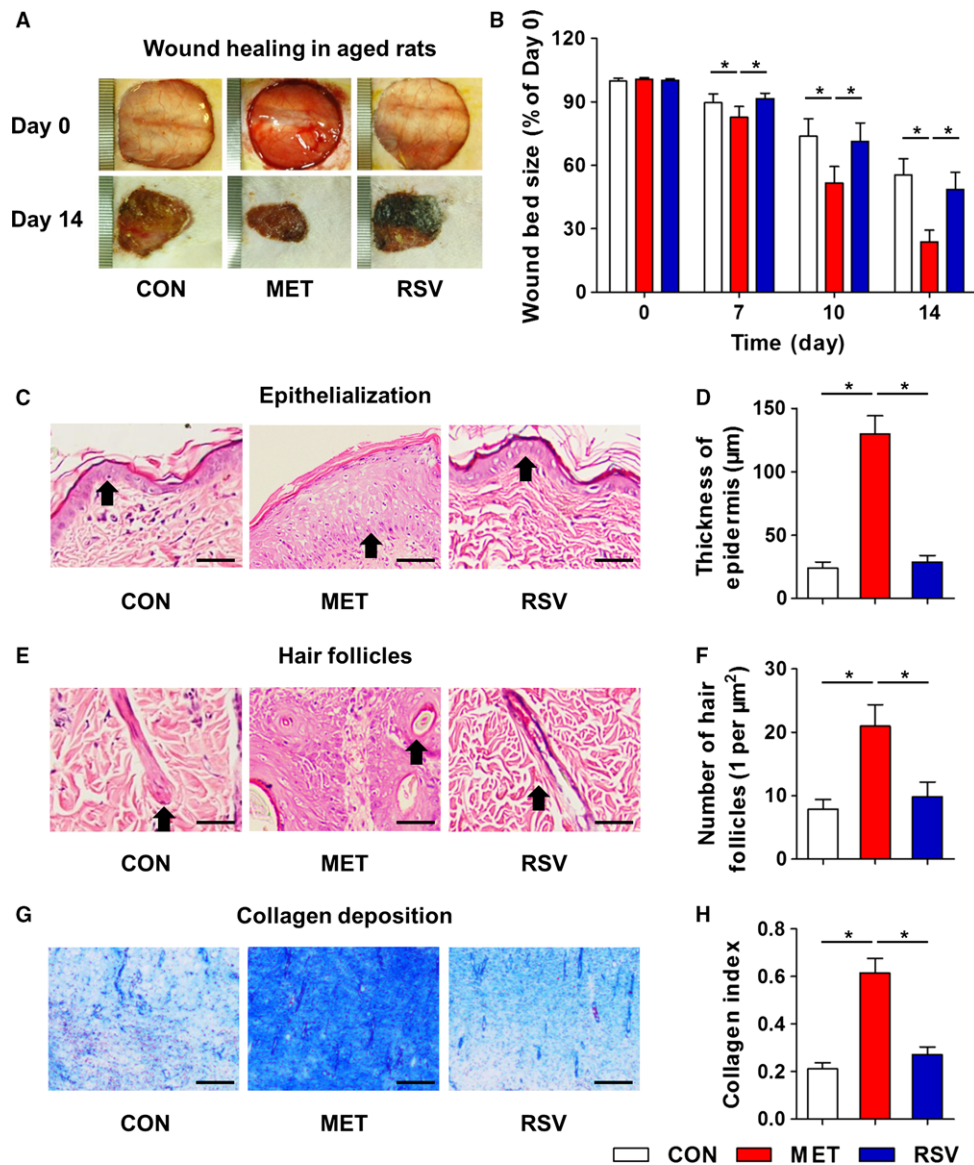 A
Wound healing in aged rats
Day 0
Day 14
CON MET RSV
B
Wound bed size (% of Day 0)
120
90
60
30
0
* * * * * *
0 7 10 14
Time (day)
C
Epithelialization
CON MET RSV
D
Thickness of
epidermis (µm)
150
100
50
0
* *
E
Hair follicles
CON MET RSV
F
Number of hair
follicles (1 per µm²)
30
20
10
0
* *
G
Collagen deposition
CON MET RSV
H
Collagen index
0.8
0.6
0.4
0.2
0.0
* *
CON MET RSV